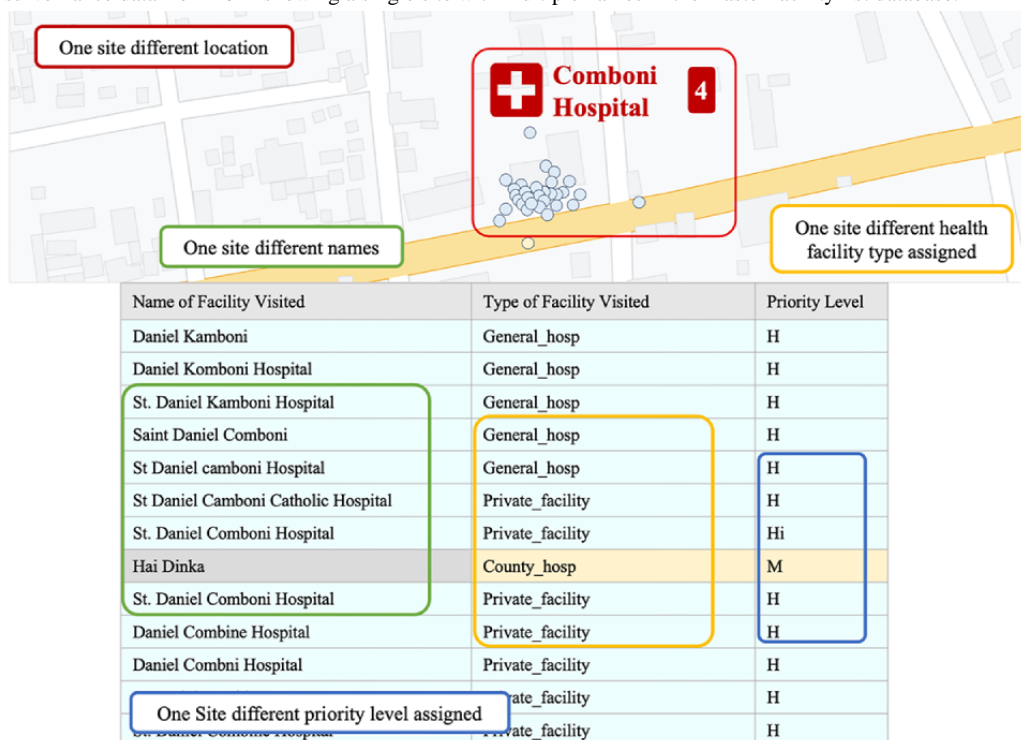 One site different location
Comboni
Hospital
4
One site different names
One site different health
facility type assigned
Name of Facility Visited Type of Facility Visited Priority Level
Daniel Kamboni General_hosp H
Daniel Komboni Hospital General_hosp H
St. Daniel Kamboni Hospital General_hosp H
Saint Daniel Comboni General_hosp H
St Daniel camboni Hospital General_hosp H
St Daniel Camboni Catholic Hospital Private_facility H
St. Daniel Comboni Hospital Private_facility Hi
Hai Dinka County_hosp M
St. Daniel Comboni Hospital Private_facility H
Daniel Combine Hospital Private_facility H
Daniel Combni Hospital Private_facility H
H
One Site different priority level assigned
H